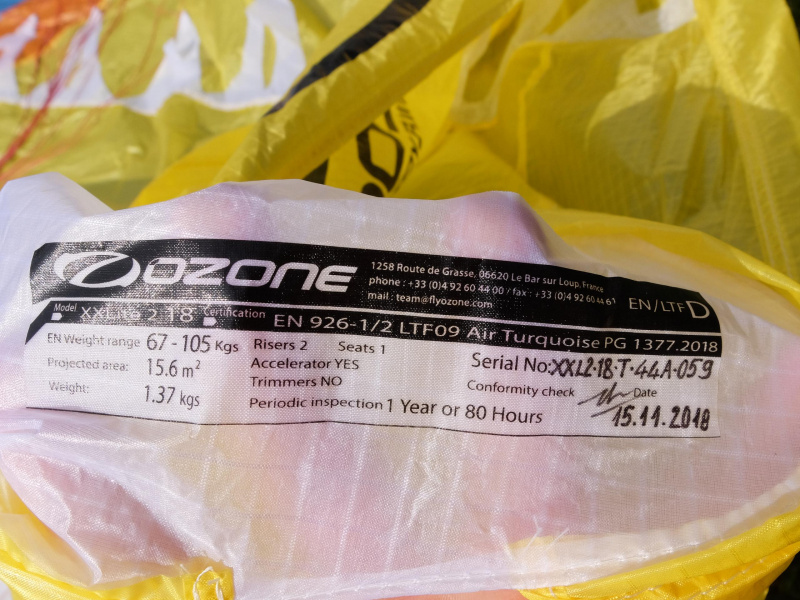 OZONE
1258 Route de Grasse, 06620 Le Bar sur Loup, France
phone : +33 (0)4 92 60 44 00 / fax : +33 (0)4 92 60 44 61
mail : team@flyozone.com
EN/LTF D
Model XXLite 2 18 Certification EN 926-1/2 LTF09 Air Turquoise PG 1377.2018
EN Weight range 67-105 Kgs
Projected area: 15.6 m²
Weight: 1.37 kgs
Risers 2 Seats 1
Accelerator YES
Trimmers NO
Periodic inspection 1 Year or 80 Hours
Serial No: XXL2·18·T·44A·059
Conformity check Date
15.11.2018